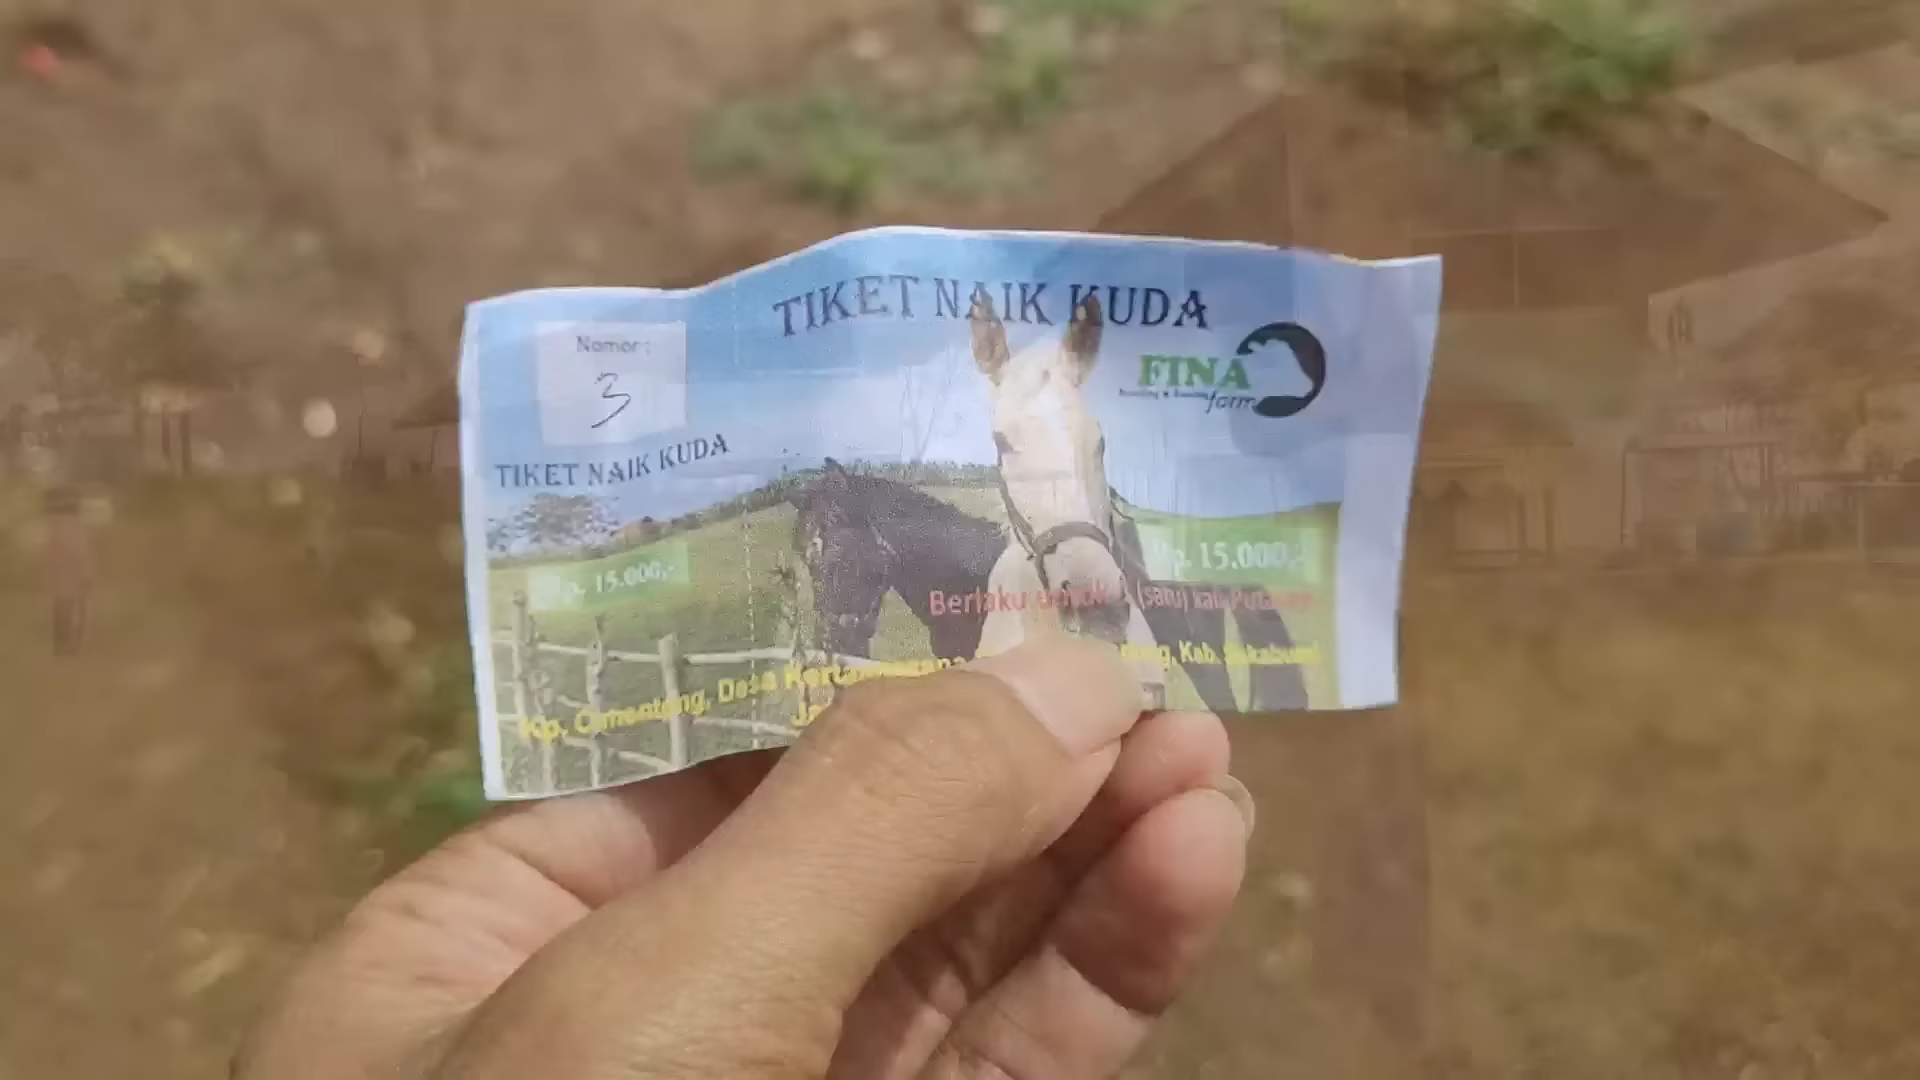 TIKET NAIK KUDA
Nomor :
3
FINA
farm
TIKET NAIK KUDA
Rp. 15.000,-
Rp. 15.000,-
Berlaku untuk (satu) kali Putaran
Kp. Cimenteng, Desa Kab. Sukabumi